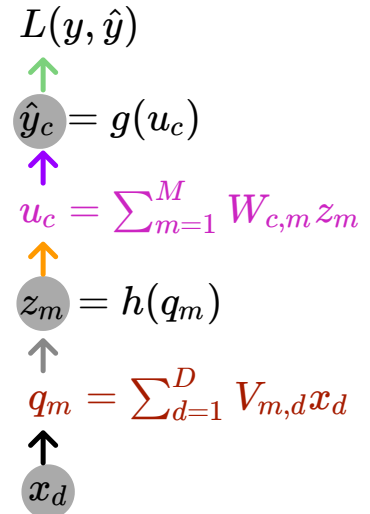 L(y, ŷ)
ŷ_c = g(u_c)
u_c = ∑_{m=1}^{M} W_{c,m} z_m
z_m = h(q_m)
q_m = ∑_{d=1}^{D} V_{m,d} x_d
x_d